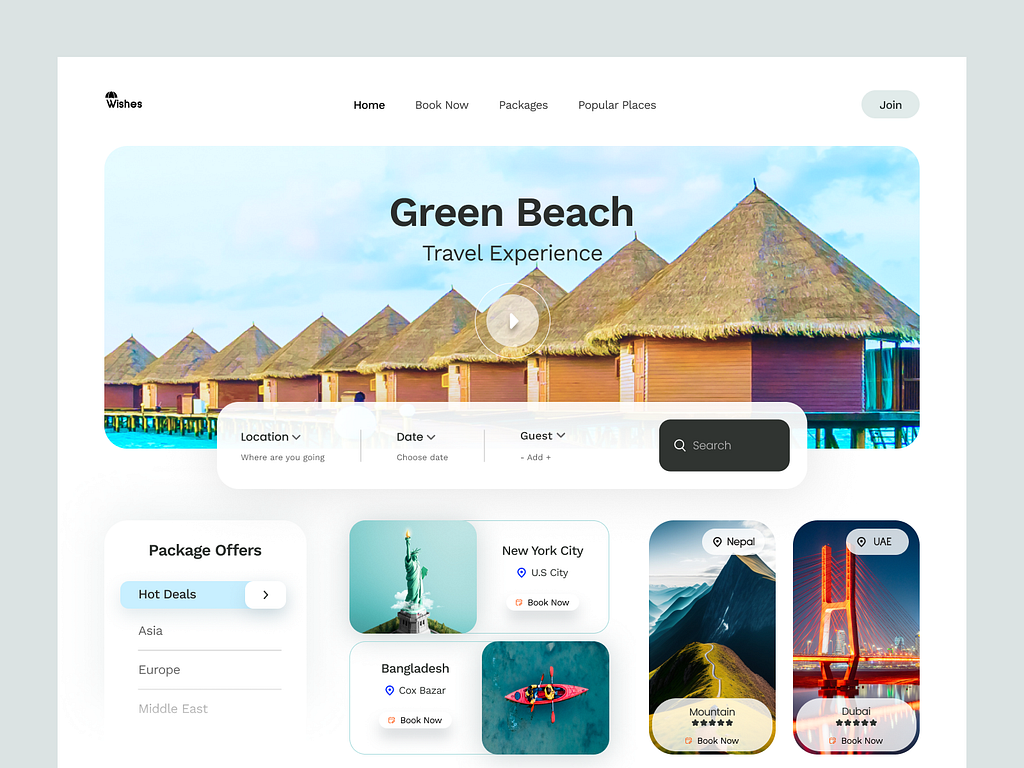 Wishes
Home
Book Now
Packages
Popular Places
Join
Green Beach
Travel Experience
Location
Where are you going
Date
Choose date
Guest
- Add +
Search
Package Offers
Hot Deals
Asia
Europe
Middle East
New York City
U.S City
Book Now
Bangladesh
Cox Bazar
Book Now
Nepal
Mountain
Book Now
UAE
Dubai
Book Now